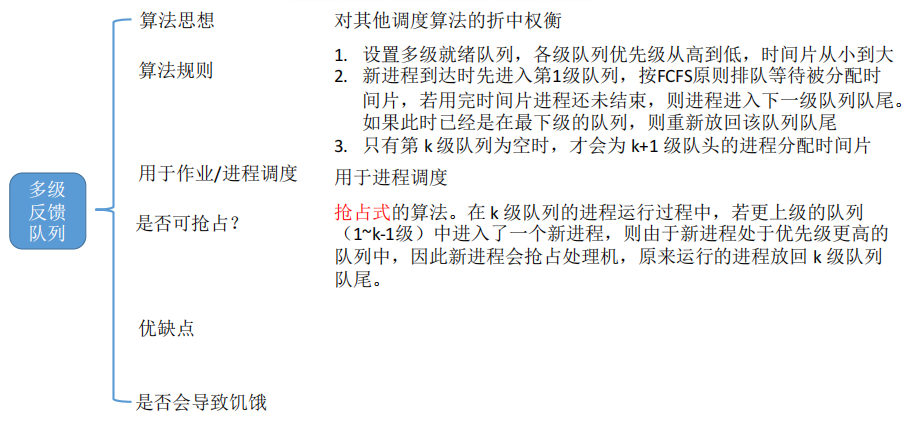 算法思想
对其他调度算法的折中权衡
算法规则
1. 设置多级就绪队列，各级队列优先级从高到低，时间片从小到大
2. 新进程到达时先进入第1级队列，按FCFS原则排队等待被分配时
间片，若用完时间片进程还未结束，则进程进入下一级队列队尾。
如果此时已经是在最下级的队列，则重新放回该队列队尾
3. 只有第 k 级队列为空时，才会为 k+1 级队头的进程分配时间片
用于作业/进程调度
用于进程调度
多级
反馈
队列
是否可抢占？
抢占式的算法。在 k 级队列的进程运行过程中，若更上级的队列
（1~k-1级）中进入了一个新进程，则由于新进程处于优先级更高的
队列中，因此新进程会抢占处理机，原来运行的进程放回 k 级队列
队尾。
优缺点
是否会导致饥饿